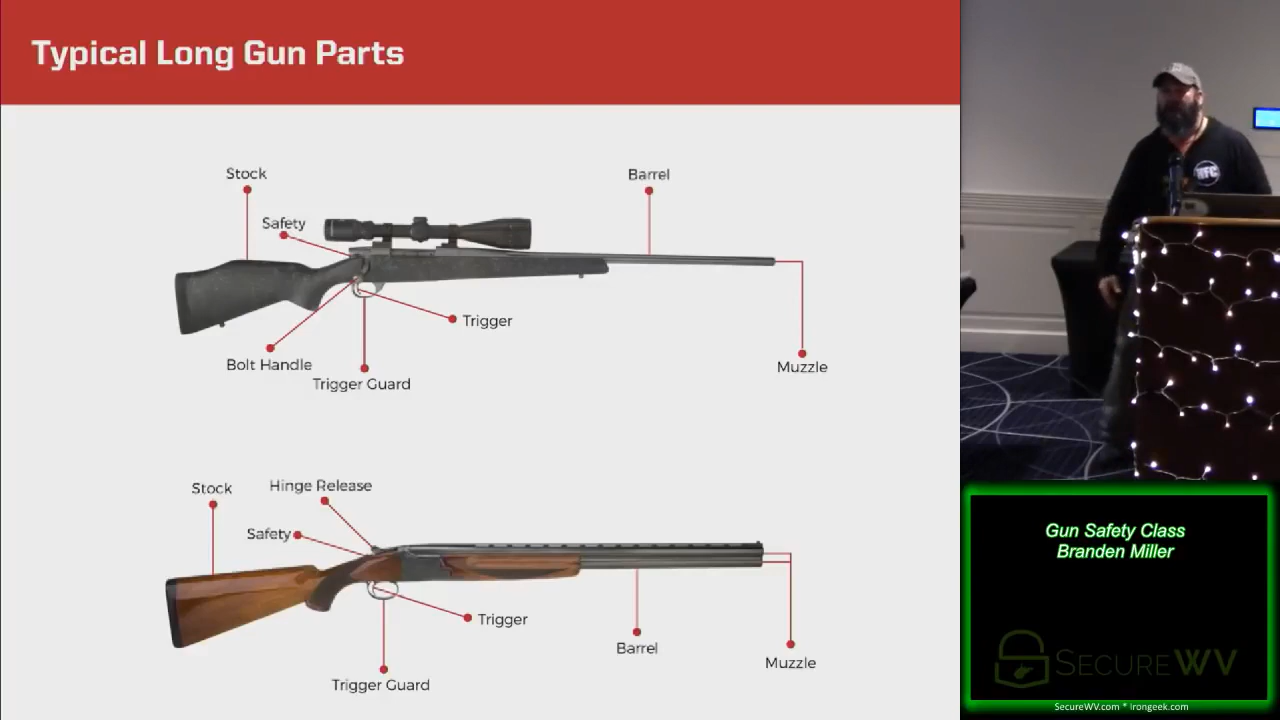 Typical Long Gun Parts
Stock
Barrel
Safety
Trigger
Bolt Handle
Trigger Guard
Muzzle
Stock
Hinge Release
Safety
Trigger
Barrel
Muzzle
Trigger Guard
Gun Safety Class
Branden Miller
SECUREWV
SecureWV.com * Irongeek.com